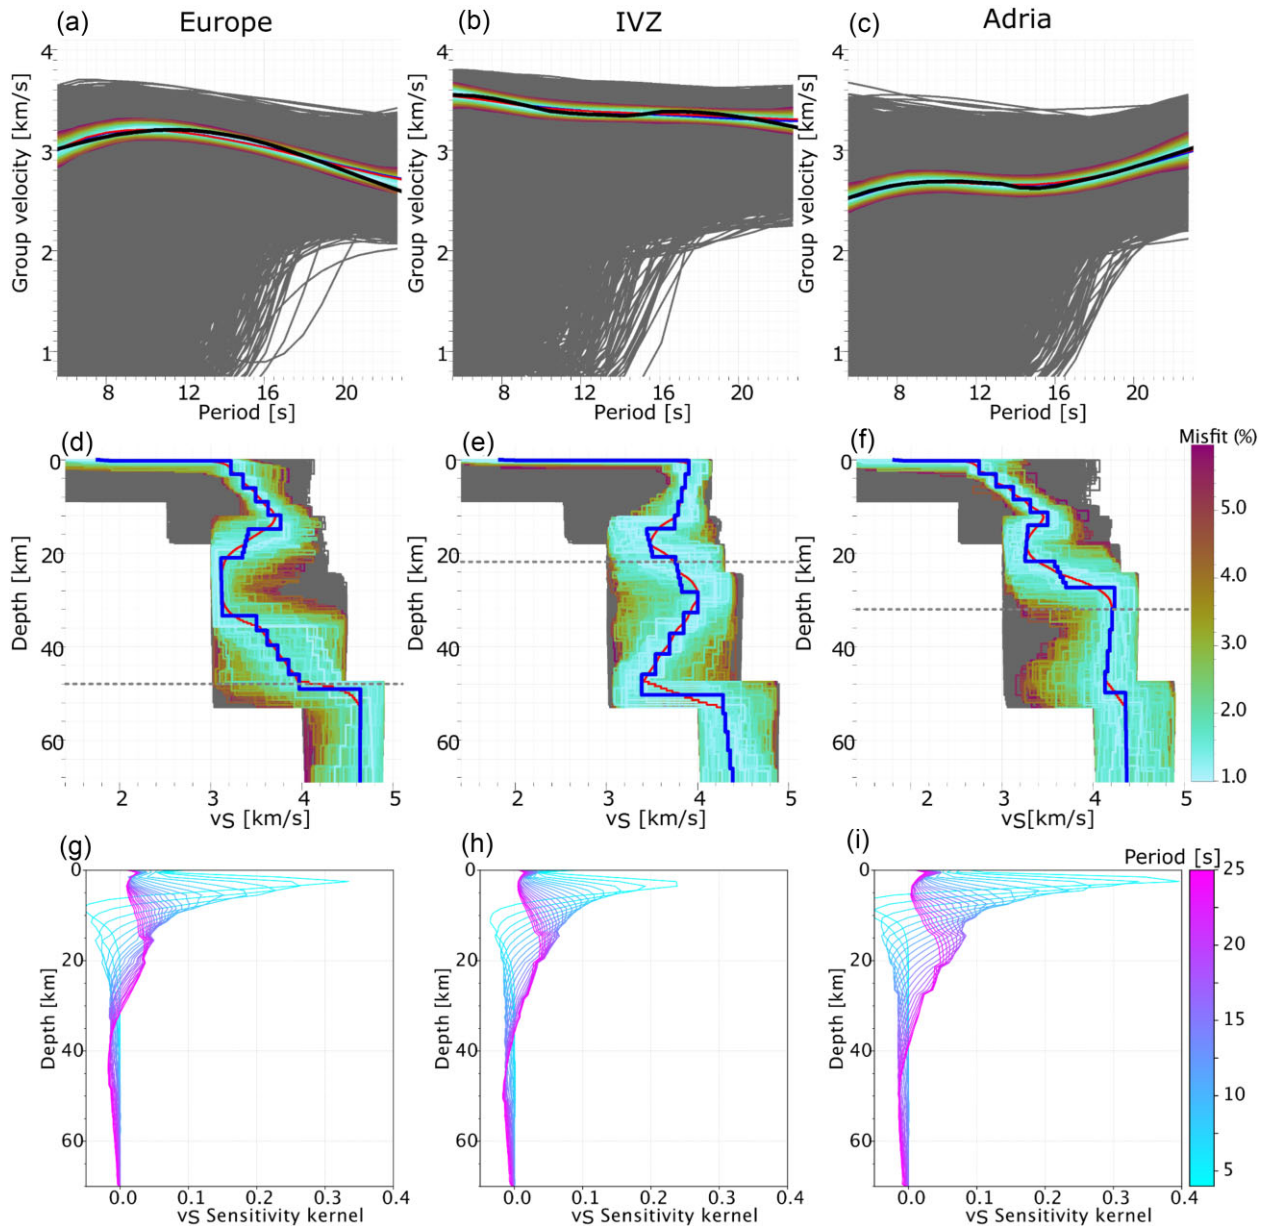 (a) Europe
(b) IVZ
(c) Adria
Group velocity [km/s]
4
3
2
1
8 12 16 20
Period [s]
Group velocity [km/s]
4
3
2
1
8 12 16 20
Period [s]
Group velocity [km/s]
4
3
2
1
8 12 16 20
Period [s]
(d)
Depth [km]
0
20
40
60
2 3 4 5
vS [km/s]
(e)
Depth [km]
0
20
40
60
2 3 4 5
vS [km/s]
(f)
Depth [km]
0
20
40
60
2 3 4 5
vS[km/s]
Misfit (%)
5.0
4.0
3.0
2.0
1.0
(g)
Depth [km]
0
20
40
60
0.0 0.1 0.2 0.3 0.4
vS Sensitivity kernel
(h)
Depth [km]
0
20
40
60
0.0 0.1 0.2 0.3 0.4
vS Sensitivity kernel
(i)
Depth [km]
0
20
40
60
0.0 0.1 0.2 0.3 0.4
vS Sensitivity kernel
Period [s]
25
20
15
10
5